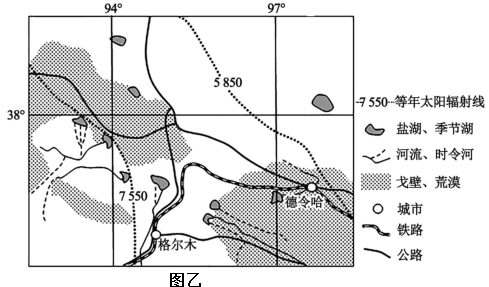 94°
97°
38°
5 850
7 550
德令哈
格尔木
7 550 等年太阳辐射线
盐湖、季节湖
河流、时令河
戈壁、荒漠
城市
铁路
公路
图乙